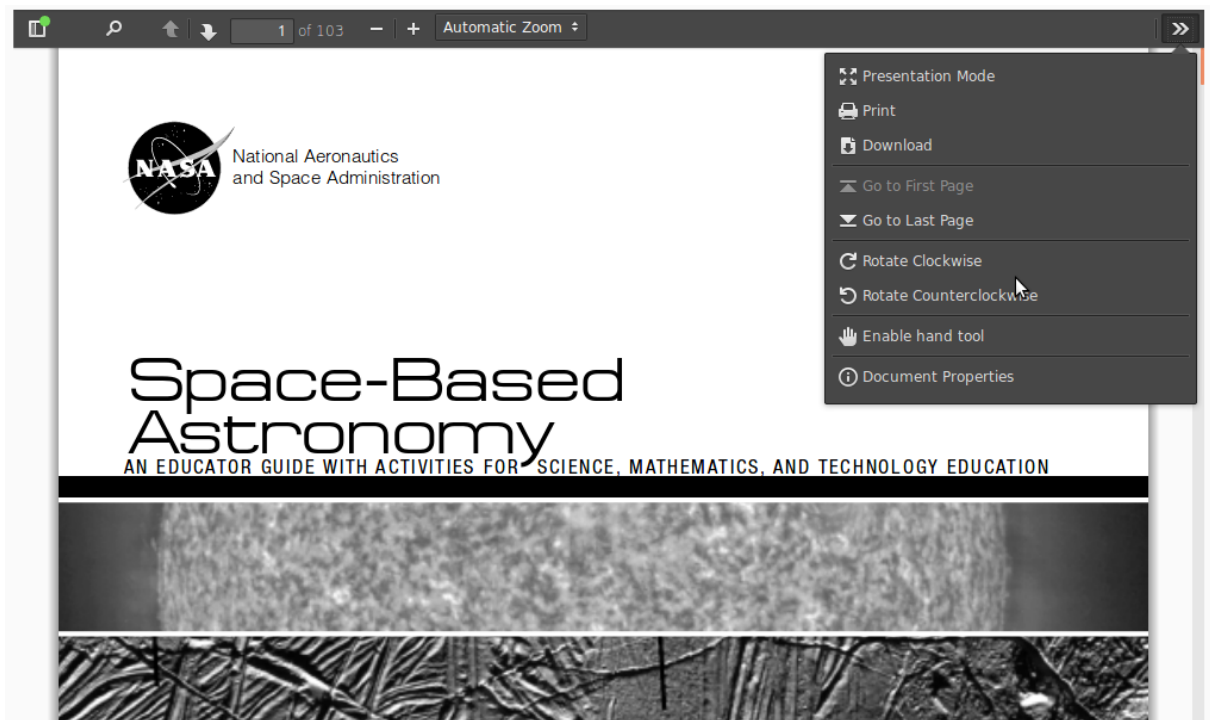 1 of 103
Automatic Zoom
Presentation Mode
Print
Download
Go to First Page
Go to Last Page
Rotate Clockwise
Rotate Counterclockwise
Enable hand tool
Document Properties
NASA
National Aeronautics
and Space Administration
Space-Based
Astronomy
AN EDUCATOR GUIDE WITH ACTIVITIES FOR SCIENCE, MATHEMATICS, AND TECHNOLOGY EDUCATION